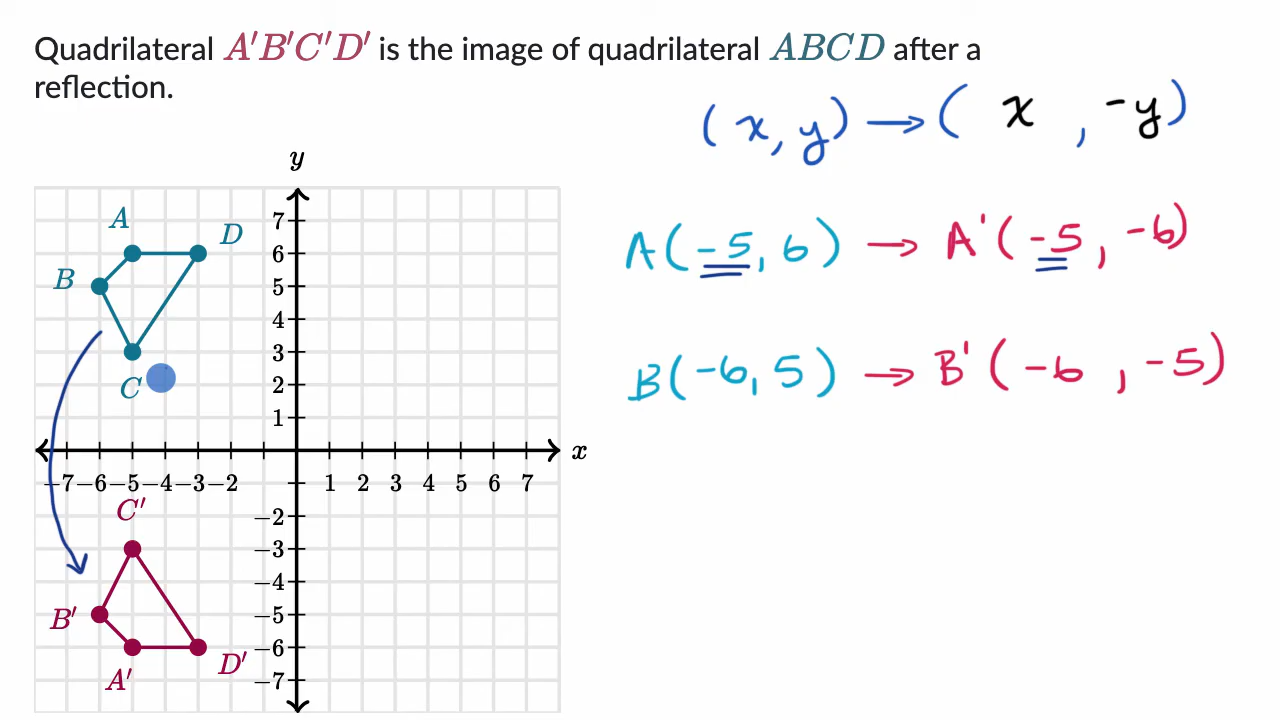 Quadrilateral A′B′C′D′ is the image of quadrilateral ABCD after a
reflection.
(x, y) → (x, -y)
A(-5, 6) → A'(-5, -6)
B(-6, 5) → B'(-6, -5)
y
7
A
D
6
B
5
4
3
C
2
1
x
−7 −6 −5 −4 −3 −2 1 2 3 4 5 6 7
C′
−2
−3
−4
B′
−5
−6
D′
A′
−7